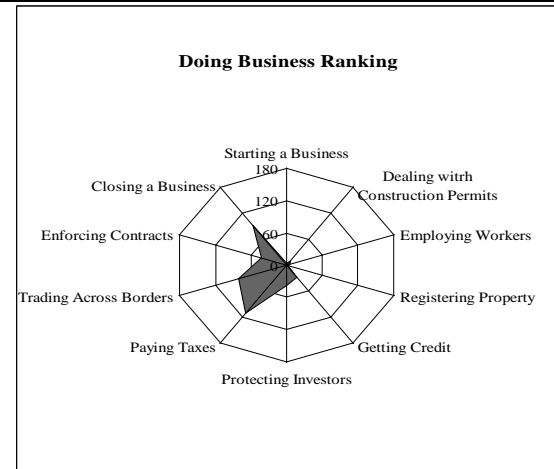 Doing Business Ranking
Starting a Business
180
Dealing witrh
Construction Permits
Closing a Business
120
Enforcing Contracts
60
Employing Workers
0
Trading Across Borders
Registering Property
Paying Taxes
Getting Credit
Protecting Investors